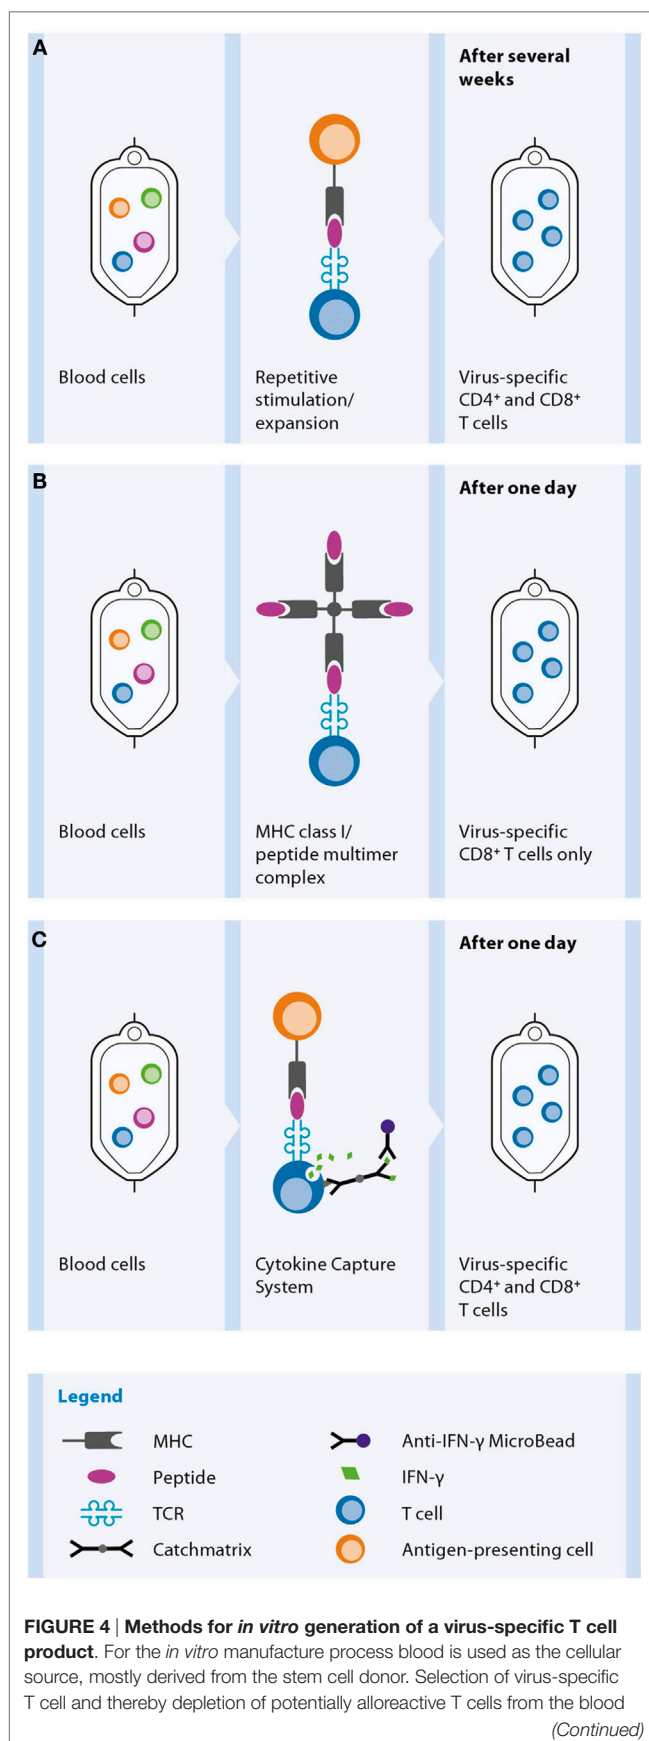 A
After several
weeks
Blood cells
Repetitive
stimulation/
expansion
Virus-specific
CD4⁺ and CD8⁺
T cells
B
After one day
Blood cells
MHC class I/
peptide multimer
complex
Virus-specific
CD8⁺ T cells only
C
After one day
Blood cells
Cytokine Capture
System
Virus-specific
CD4⁺ and CD8⁺
T cells
Legend
MHC
Peptide
TCR
Catchmatrix
Anti-IFN-γ MicroBead
IFN-γ
T cell
Antigen-presenting cell
FIGURE 4 | Methods for in vitro generation of a virus-specific T cell
product. For the in vitro manufacture process blood is used as the cellular
source, mostly derived from the stem cell donor. Selection of virus-specific
T cell and thereby depletion of potentially alloreactive T cells from the blood
(Continued)